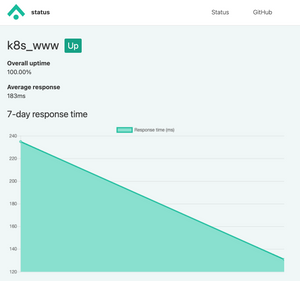 status
Status
GitHub
k8s_www
Up
Overall uptime
100.00%
Average response
183ms
7-day response time
Response time (ms)
240
220
200
180
160
140
120